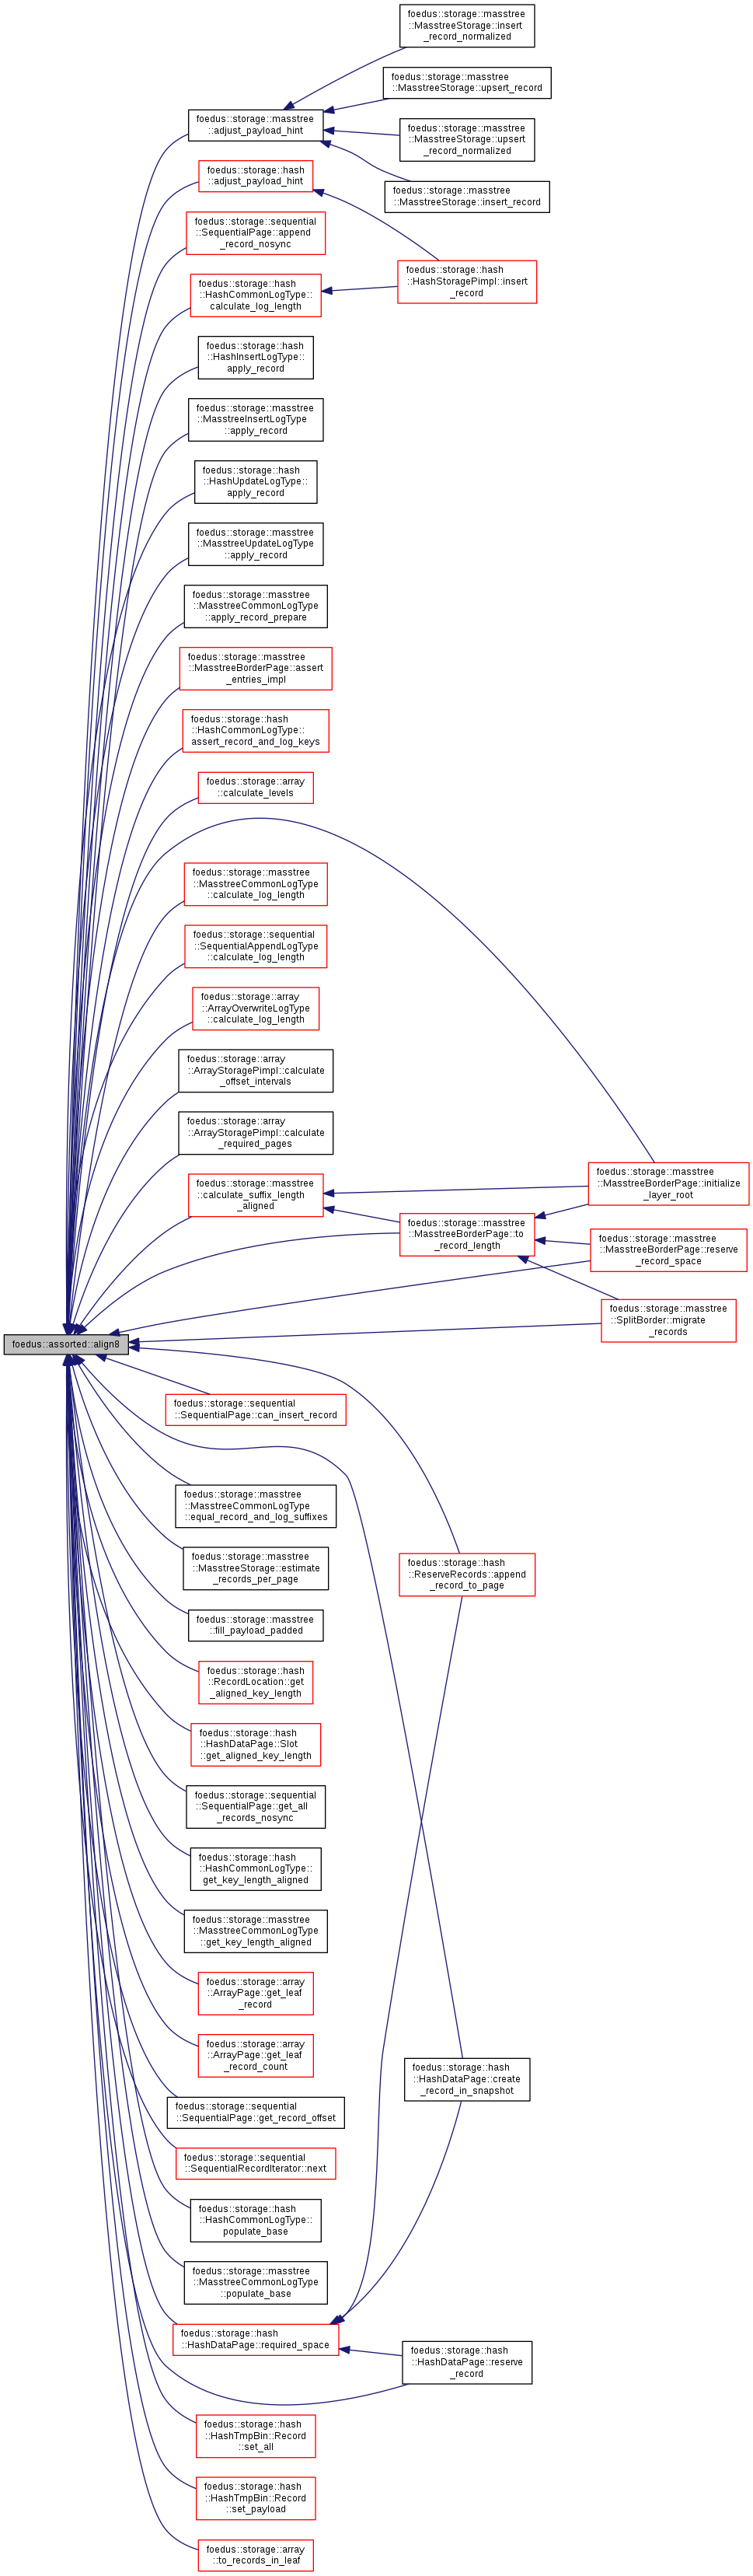 foedus::storage::masstree
::MasstreeStorage::insert
_record_normalized
foedus::storage::masstree
::MasstreeStorage::upsert_record
foedus::storage::masstree
::adjust_payload_hint
foedus::storage::masstree
::MasstreeStorage::upsert
_record_normalized
foedus::storage::hash
::adjust_payload_hint
foedus::storage::masstree
::MasstreeStorage::insert_record
foedus::storage::sequential
::SequentialPage::append
_record_nosync
foedus::storage::hash
::HashCommonLogType::
calculate_log_length
foedus::storage::hash
::HashStoragePimpl::insert
_record
foedus::storage::hash
::HashInsertLogType::
apply_record
foedus::storage::masstree
::MasstreeInsertLogType
::apply_record
foedus::storage::hash
::HashUpdateLogType::
apply_record
foedus::storage::masstree
::MasstreeUpdateLogType
::apply_record
foedus::storage::masstree
::MasstreeCommonLogType
::apply_record_prepare
foedus::storage::masstree
::MasstreeBorderPage::assert
_entries_impl
foedus::storage::hash
::HashCommonLogType::
assert_record_and_log_keys
foedus::storage::array
::calculate_levels
foedus::storage::masstree
::MasstreeCommonLogType
::calculate_log_length
foedus::storage::sequential
::SequentialAppendLogType
::calculate_log_length
foedus::storage::array
::ArrayOverwriteLogType
::calculate_log_length
foedus::storage::array
::ArrayStoragePimpl::calculate
_offset_intervals
foedus::storage::array
::ArrayStoragePimpl::calculate
_required_pages
foedus::storage::masstree
::calculate_suffix_length
_aligned
foedus::storage::masstree
::MasstreeBorderPage::initialize
_layer_root
foedus::storage::masstree
::MasstreeBorderPage::to
_record_length
foedus::storage::masstree
::MasstreeBorderPage::reserve
_record_space
foedus::storage::masstree
::SplitBorder::migrate
_records
foedus::assorted::align8
foedus::storage::sequential
::SequentialPage::can_insert_record
foedus::storage::masstree
::MasstreeCommonLogType
::equal_record_and_log_suffixes
foedus::storage::masstree
::MasstreeStorage::estimate
_records_per_page
foedus::storage::hash
::ReserveRecords::append
_record_to_page
foedus::storage::masstree
::fill_payload_padded
foedus::storage::hash
::RecordLocation::get
_aligned_key_length
foedus::storage::hash
::HashDataPage::Slot
::get_aligned_key_length
foedus::storage::sequential
::SequentialPage::get_all
_records_nosync
foedus::storage::hash
::HashCommonLogType::
get_key_length_aligned
foedus::storage::masstree
::MasstreeCommonLogType
::get_key_length_aligned
foedus::storage::array
::ArrayPage::get_leaf
_record
foedus::storage::array
::ArrayPage::get_leaf
_record_count
foedus::storage::hash
::HashDataPage::create
_record_in_snapshot
foedus::storage::sequential
::SequentialPage::get_record_offset
foedus::storage::sequential
::SequentialRecordIterator::next
foedus::storage::hash
::HashCommonLogType::
populate_base
foedus::storage::masstree
::MasstreeCommonLogType
::populate_base
foedus::storage::hash
::HashDataPage::required_space
foedus::storage::hash
::HashDataPage::reserve
_record
foedus::storage::hash
::HashTmpBin::Record
::set_all
foedus::storage::hash
::HashTmpBin::Record
::set_payload
foedus::storage::array
::to_records_in_leaf